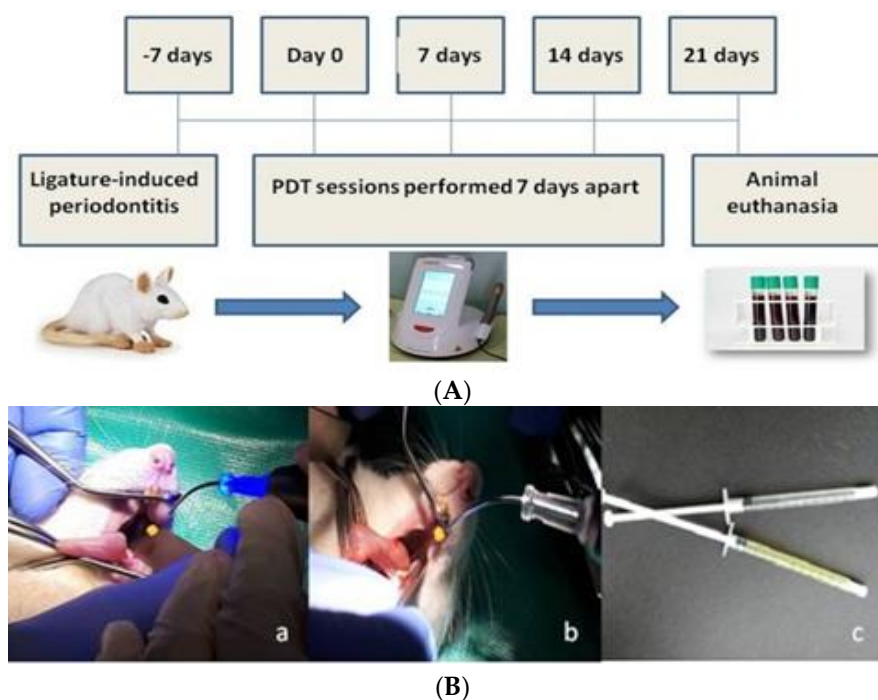 -7 days
Day 0
7 days
14 days
21 days
Ligature-induced
periodontitis
PDT sessions performed 7 days apart
Animal
euthanasia
(A)
a
b
c
(B)